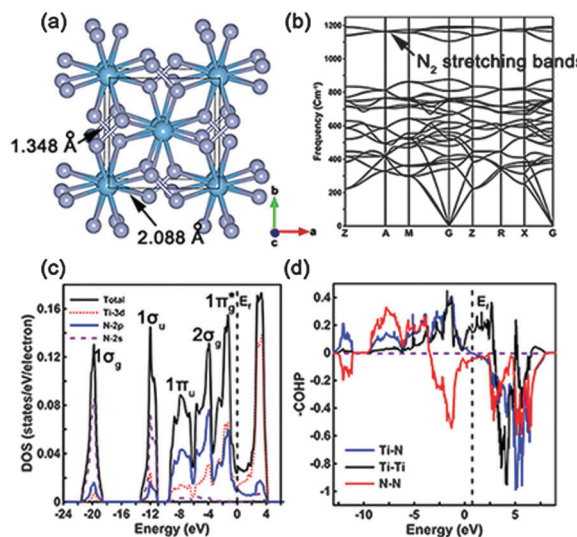 (a)
1.348 Å
2.088 Å
b
c
a
(b)
N2 stretching bands
Frequency (Cm-1)
1200
1000
800
600
400
200
0
Z A M G Z R X G
(c)
Total
Ti-3d
N-2p
N-2s
1σg
1σu
1πu
2σg
1πg*
Ef
DOS (states/eV/electron)
0.16
0.12
0.08
0.04
0
-24 -20 -16 -12 -8 -4 0 4
Energy (eV)
(d)
Ef
-COHP
0.4
0.2
0
-0.2
-0.4
-0.6
-0.8
-1
Ti-N
Ti-Ti
N-N
-10 -5 0 5
Energy (eV)